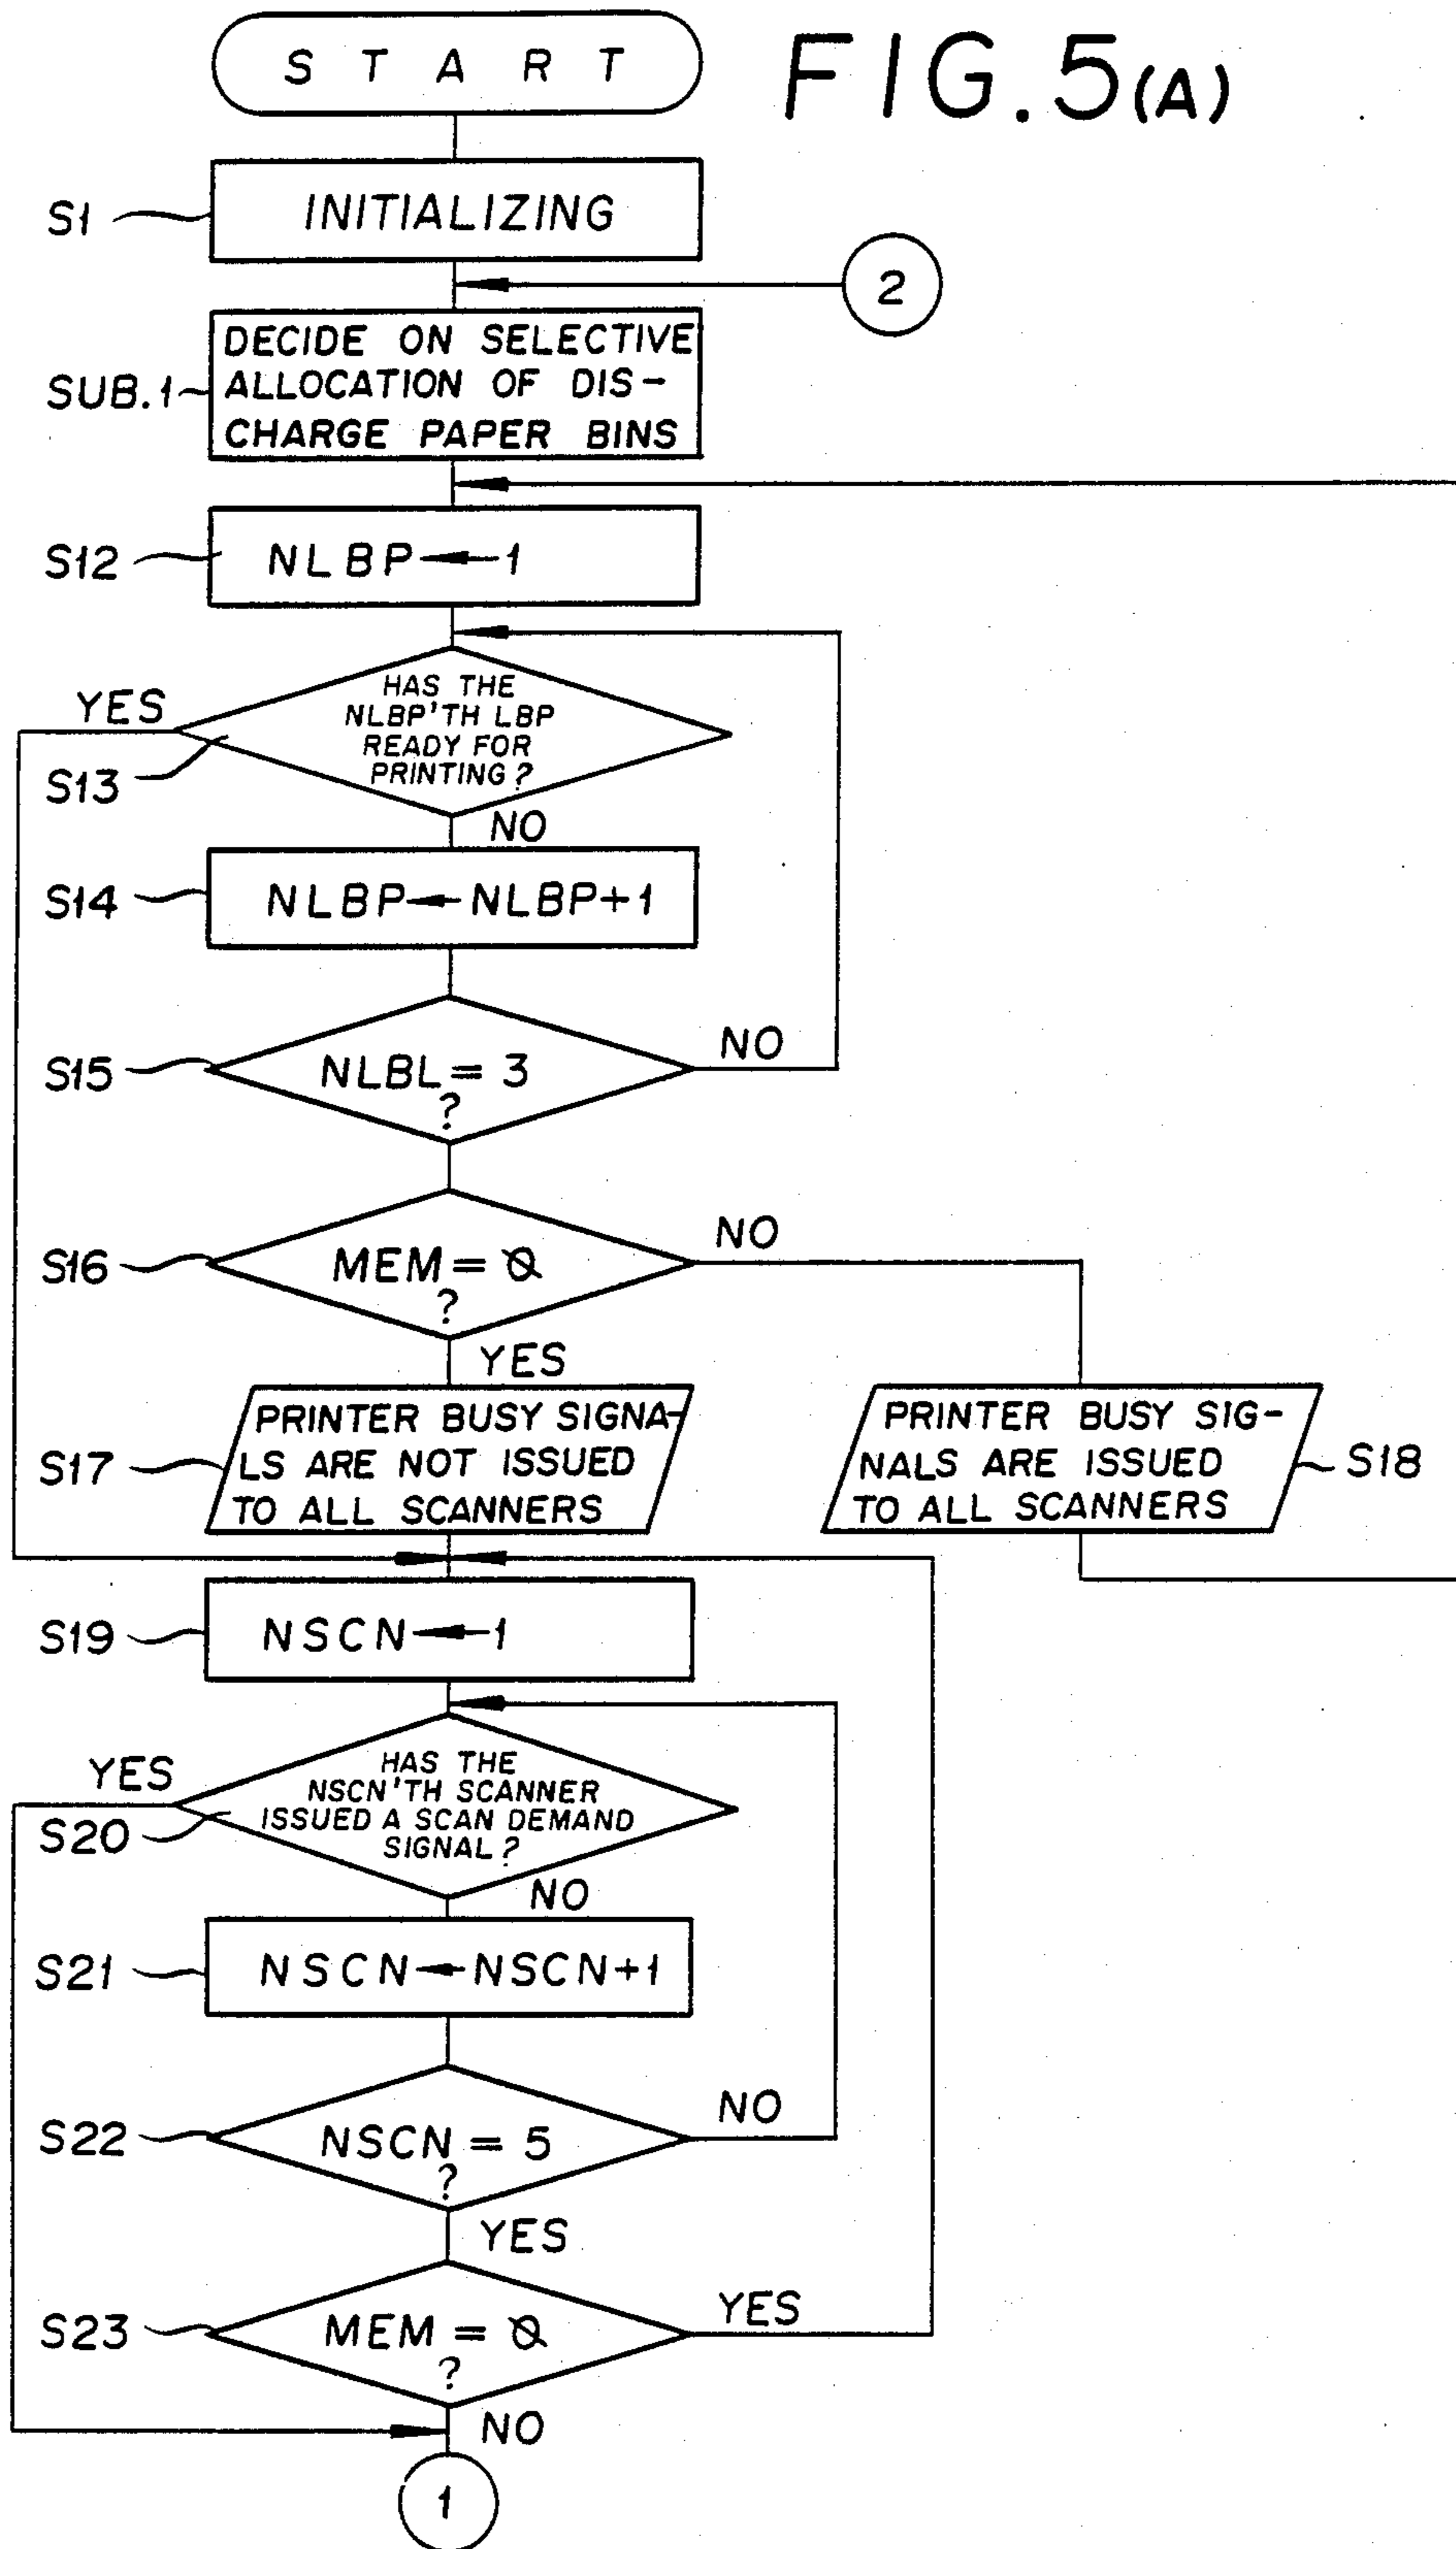 START
FIG.5(A)
S1
INITIALIZING
2
SUB.1
DECIDE ON SELECTIVE
ALLOCATION OF DIS-
CHARGE PAPER BINS
S12
NLBP←1
YES
S13
HAS THE
NLBP'TH LBP
READY FOR
PRINTING?
NO
S14
NLBP←NLBP+1
S15
NLBL=3
?
NO
S16
MEM=0
?
NO
YES
S17
PRINTER BUSY SIGNA-
LS ARE NOT ISSUED
TO ALL SCANNERS
PRINTER BUSY SIG-
NALS ARE ISSUED
TO ALL SCANNERS
S18
S19
NSCN←1
YES
S20
HAS THE
NSCN'TH SCANNER
ISSUED A SCAN DEMAND
SIGNAL?
NO
S21
NSCN←NSCN+1
S22
NSCN=5
?
NO
YES
S23
MEM=0
?
YES
NO
1